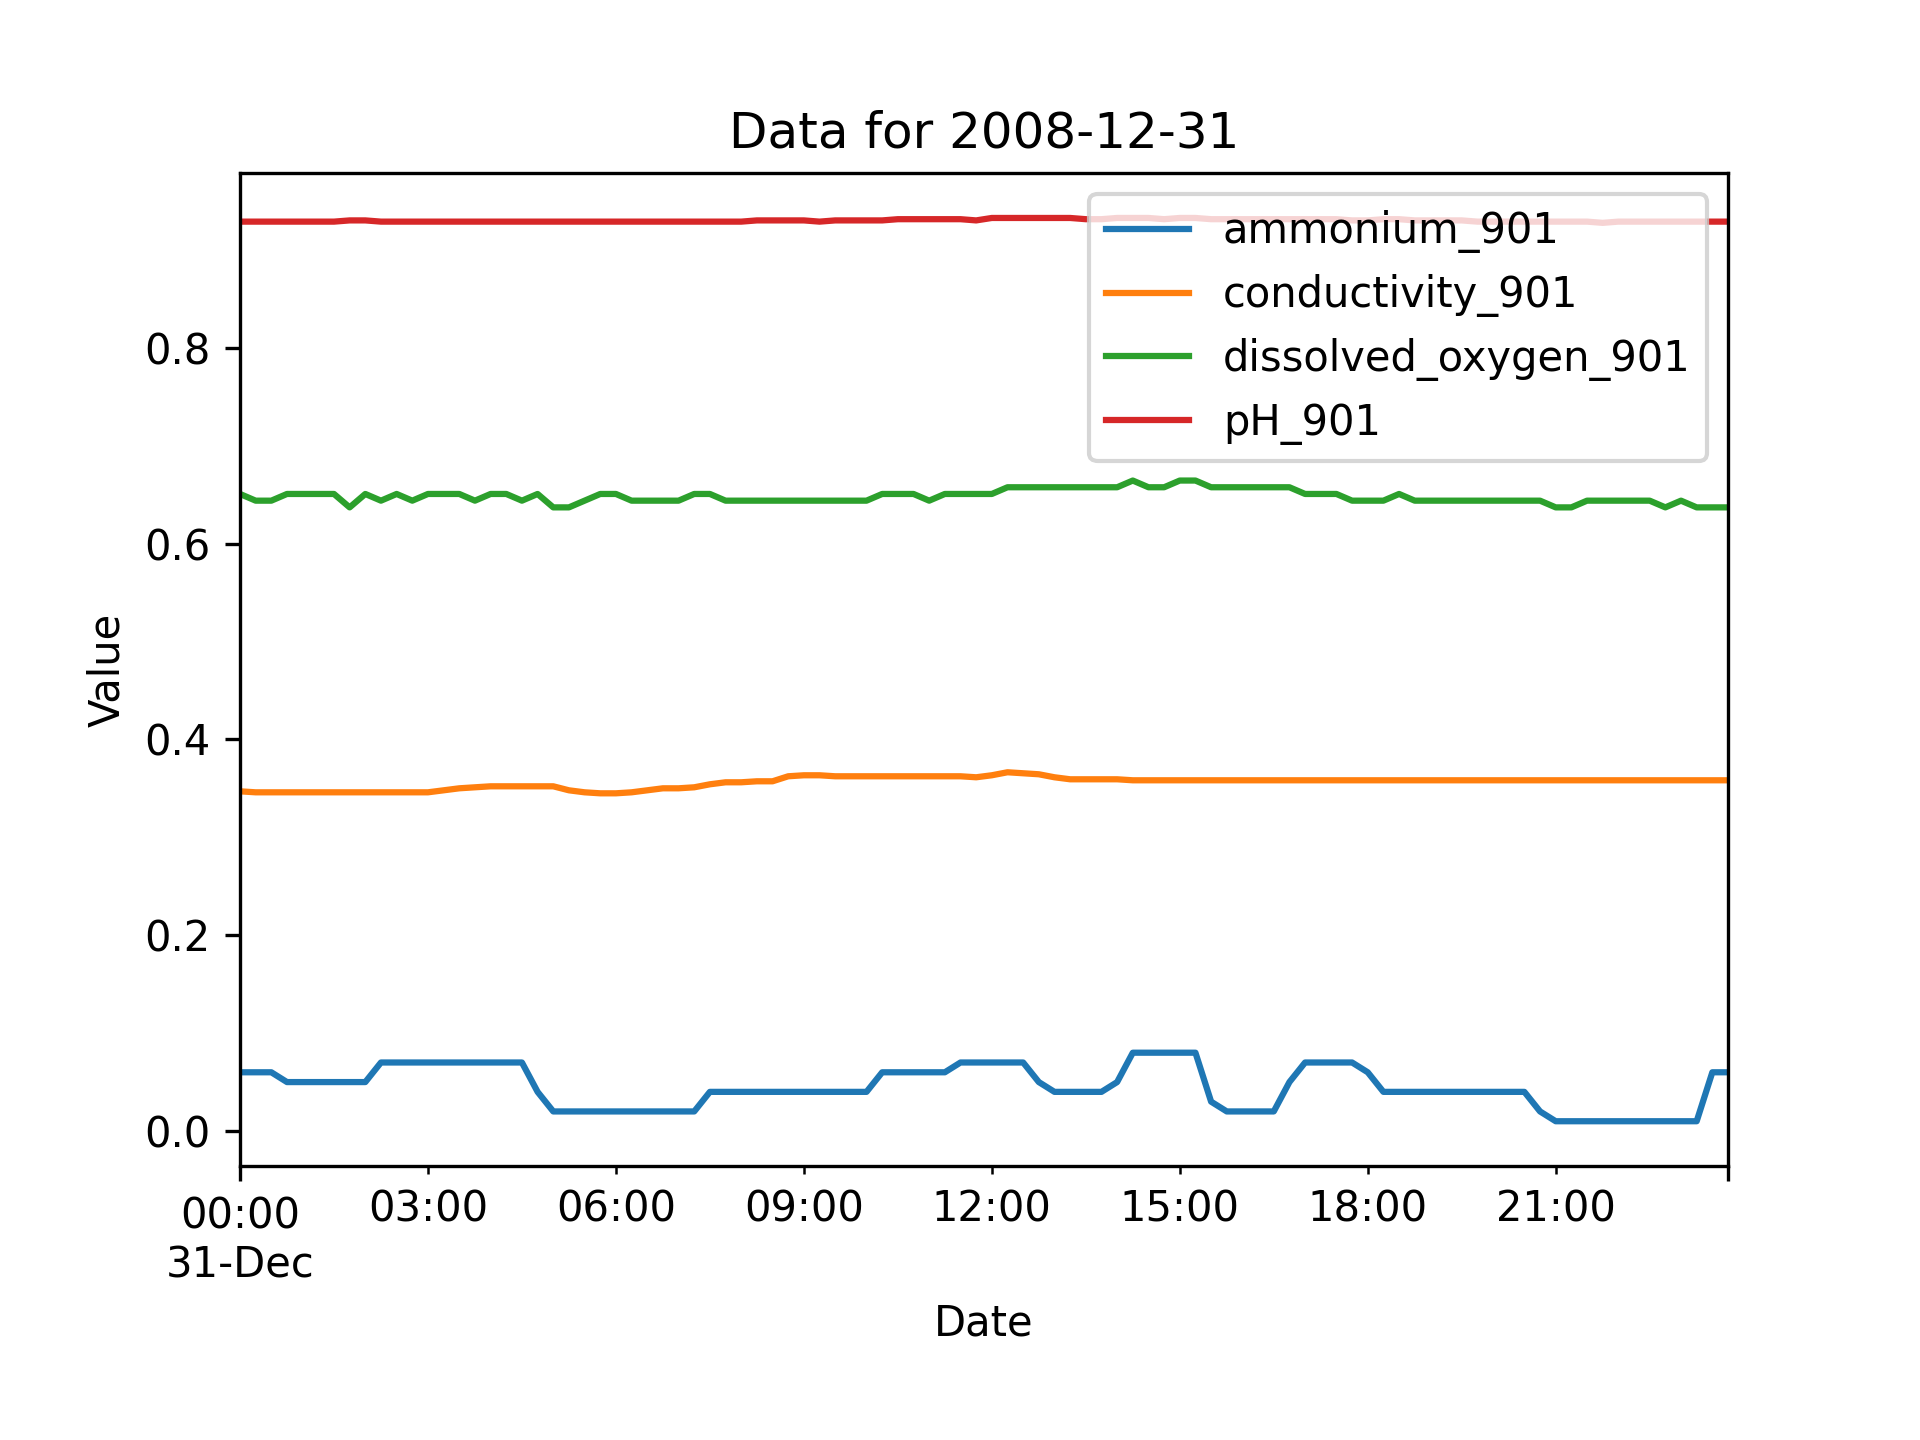 Data for 2008-12-31
ammonium_901
conductivity_901
dissolved_oxygen_901
pH_901
0.8
0.6
0.4
0.2
0.0
Value
00:00 03:00 06:00 09:00 12:00 15:00 18:00 21:00
31-Dec
Date